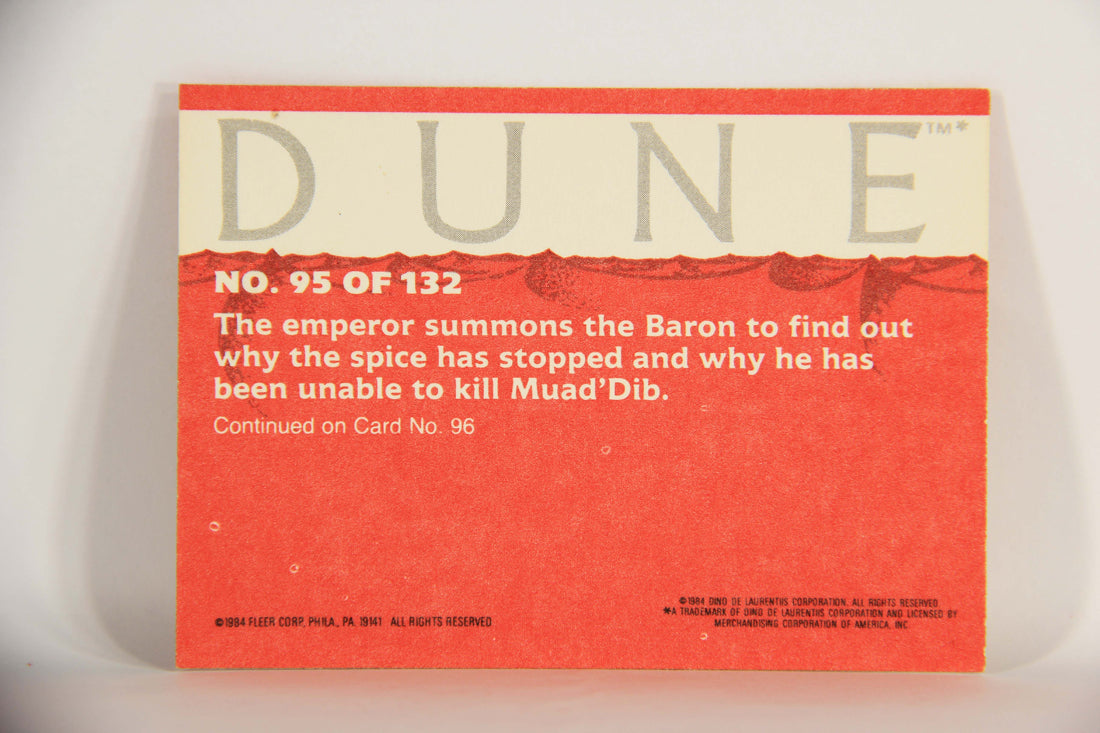 DUNE™*
NO. 95 OF 132
The emperor summons the Baron to find out
why the spice has stopped and why he has
been unable to kill Muad'Dib.
Continued on Card No. 96
©1984 FLEER CORP., PHILA., PA. 19141 ALL RIGHTS RESERVED
©1984 DINO DE LAURENTIIS CORPORATION. ALL RIGHTS RESERVED
*A TRADEMARK OF DINO DE LAURENTIIS CORPORATION AND LICENSED BY
MERCHANDISING CORPORATION OF AMERICA, INC